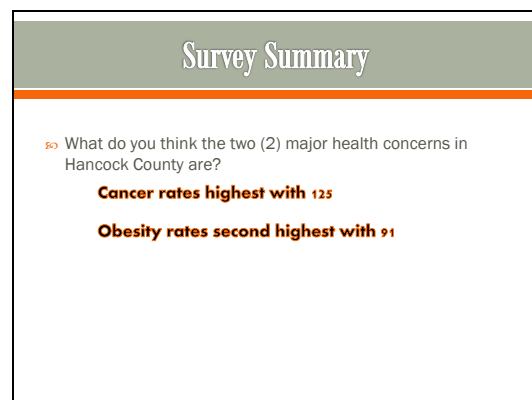 Survey Summary
What do you think the two (2) major health concerns in
Hancock County are?
Cancer rates highest with 125
Obesity rates second highest with 91